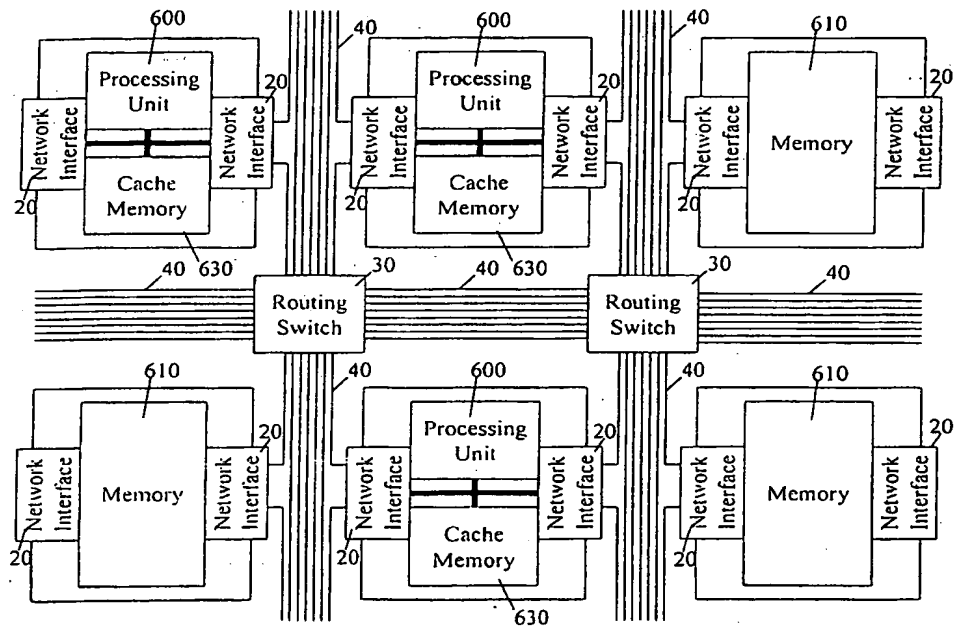 600
40
600
40
610
20
Network
Interface
20
Processing
Unit
Cache
Memory
630
Network
Interface
20
Network
Interface
20
Processing
Unit
Cache
Memory
630
Network
Interface
20
Network
Interface
20
Memory
Network
Interface
20
40
30
40
30
40
Routing
Switch
Routing
Switch
610
40
600
40
610
Network
Interface
20
Memory
Network
Interface
20
Network
Interface
20
Processing
Unit
Cache
Memory
630
Network
Interface
20
Network
Interface
20
Memory
Network
Interface
20